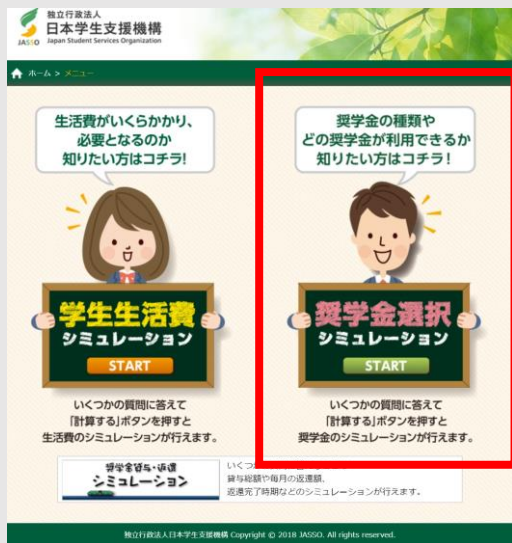 独立行政法人
日本学生支援機構
JASSO Japan Student Services Organization
ホーム > メニュー
生活費がいくらかかり、
必要となるのか
知りたい方はコチラ!
学生生活費
シミュレーション
START
いくつかの質問に答えて
「計算する」ボタンを押すと
生活費のシミュレーションが行えます。
奨学金の種類や
どの奨学金が利用できるか
知りたい方はコチラ!
奨学金選択
シミュレーション
START
いくつかの質問に答えて
「計算する」ボタンを押すと
奨学金のシミュレーションが行えます。
奨学金貸与・返還
シミュレーション
いくつか
貸与総額や毎月の返還額、
返還完了時期などのシミュレーションが行えます。
独立行政法人日本学生支援機構 Copyright © 2018 JASSO. All rights reserved.